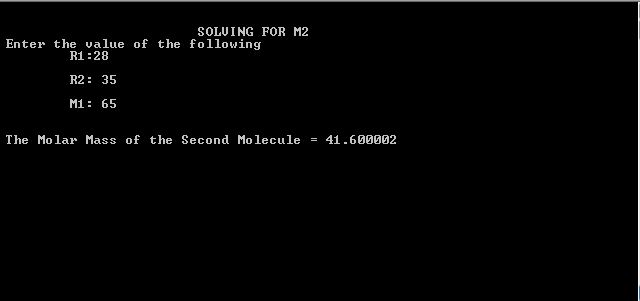 SOLVING FOR M2
Enter the value of the following
R1:28
R2: 35
M1: 65
The Molar Mass of the Second Molecule = 41.600002